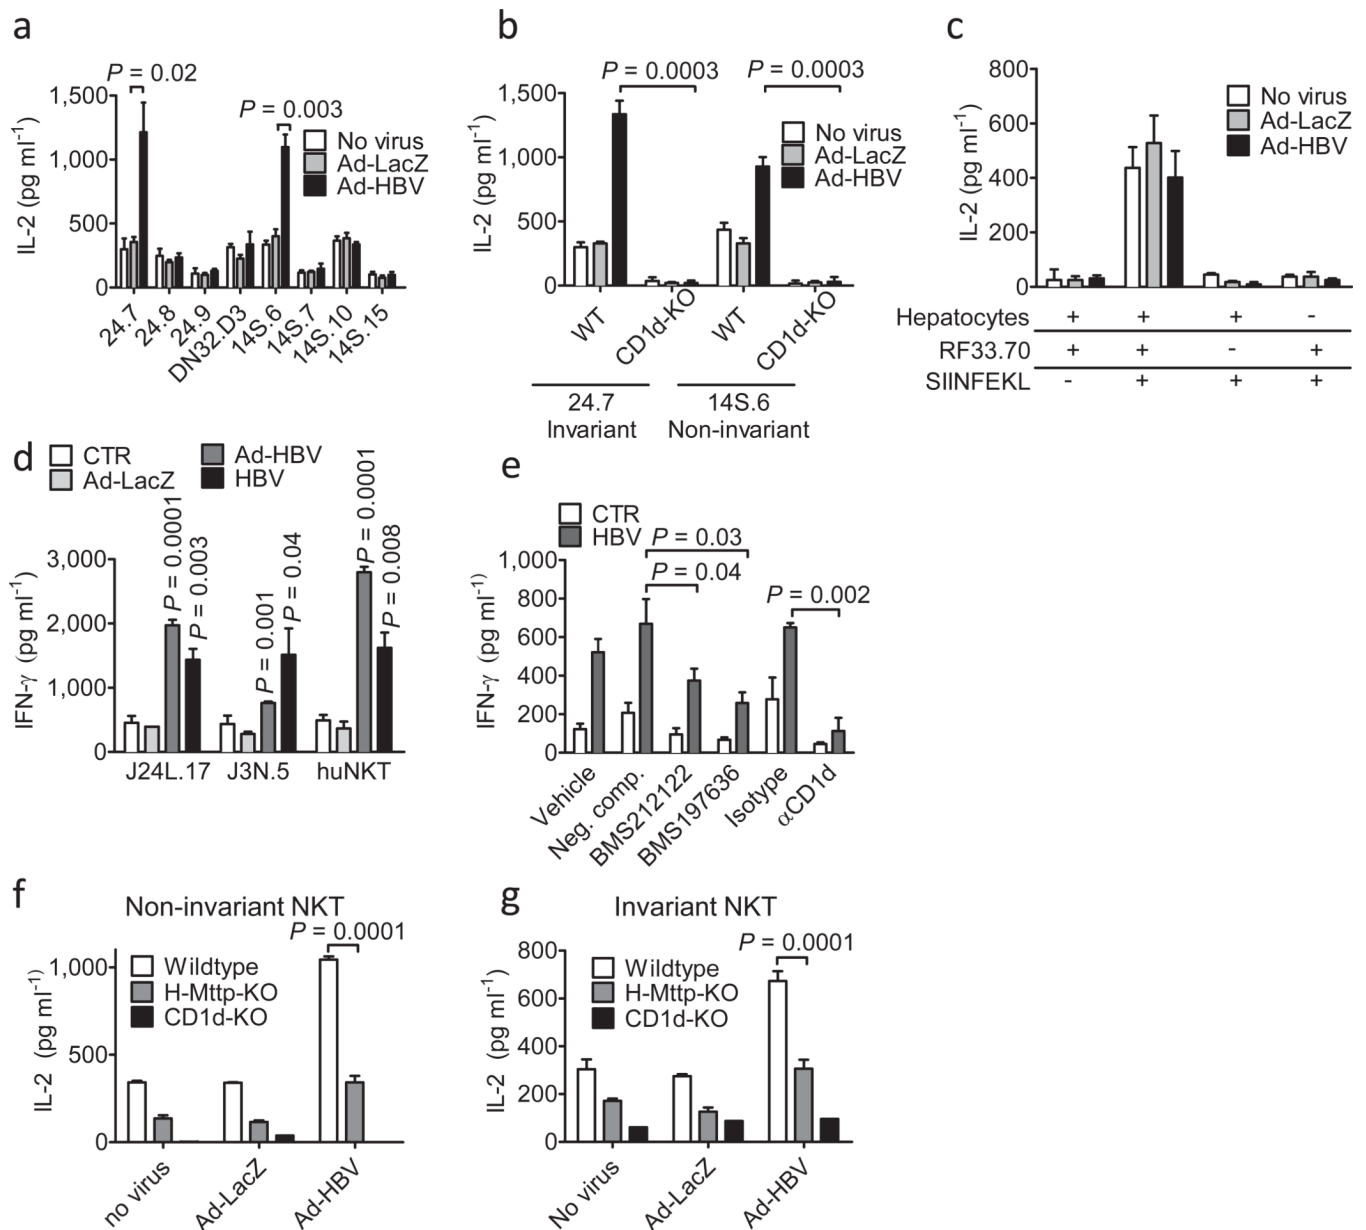 a
P = 0.02
P = 0.003
1,500
1,000
500
0
IL-2 (pg ml⁻¹)
No virus
Ad-LacZ
Ad-HBV
24.7
24.8
24.9
DN32.D3
14S.6
14S.7
14S.10
14S.15
b
P = 0.0003
P = 0.0003
1,500
1,000
500
0
IL-2 (pg ml⁻¹)
No virus
Ad-LacZ
Ad-HBV
WT
CD1d-KO
WT
CD1d-KO
24.7
14S.6
Invariant
Non-invariant
c
800
600
400
200
0
IL-2 (pg ml⁻¹)
No virus
Ad-LacZ
Ad-HBV
Hepatocytes + + + -
RF33.70 + + - +
SIINFEKL - + + +
d
CTR
Ad-LacZ
Ad-HBV
HBV
3,000
2,000
1,000
0
IFN-γ (pg ml⁻¹)
P = 0.0001
P = 0.003
P = 0.001
P = 0.04
P = 0.0001
P = 0.008
J24L.17
J3N.5
huNKT
e
CTR
HBV
P = 0.03
P = 0.04
P = 0.002
1,000
800
600
400
200
0
IFN-γ (pg ml⁻¹)
Vehicle
Neg. comp.
BMS212122
BMS197636
Isotype
αCD1d
f
Non-invariant NKT
P = 0.0001
1,000
500
0
IL-2 (pg ml⁻¹)
Wildtype
H-Mttp-KO
CD1d-KO
no virus
Ad-LacZ
Ad-HBV
g
Invariant NKT
P = 0.0001
800
600
400
200
0
IL-2 (pg ml⁻¹)
Wildtype
H-Mttp-KO
CD1d-KO
No virus
Ad-LacZ
Ad-HBV